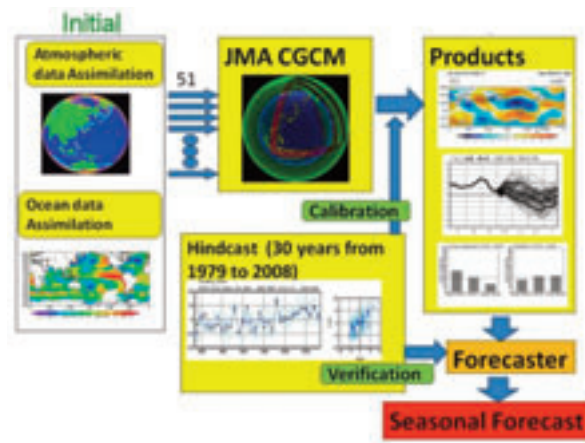 Initial
Atmospheric
data Assimilation
51
JMA CGCM
Products
Ocean data
Assimilation
Calibration
Hindcast (30 years from
1979 to 2008)
Verification
Forecaster
Seasonal Forecast